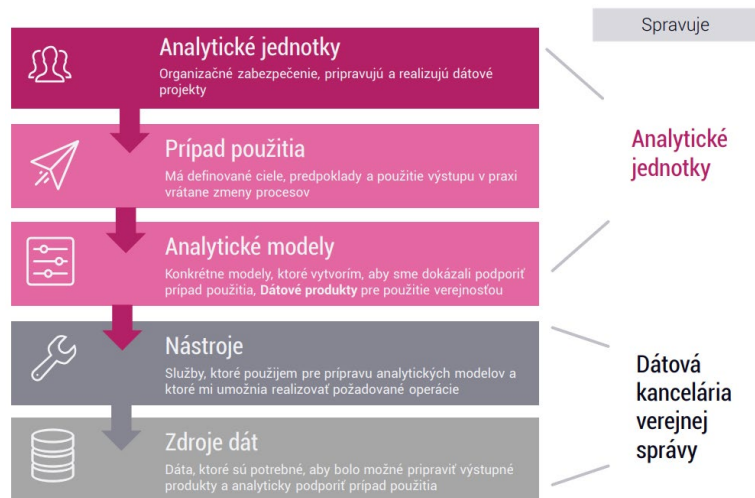 Spravuje
Analytické jednotky
Organizačné zabezpečenie, pripravujú a realizujú dátové
projekty
Prípad použitia
Má definované ciele, predpoklady a použitie výstupu v praxi
vrátane zmeny procesov
Analytické
jednotky
Analytické modely
Konkrétne modely, ktoré vytvorím, aby sme dokázali podporiť
prípad použitia, Dátové produkty pre použitie verejnosťou
Nástroje
Služby, ktoré použijem pre prípravu analytických modelov a
ktoré mi umožnia realizovať požadované operácie
Dátová
kancelária
verejnej
správy
Zdroje dát
Dáta, ktoré sú potrebné, aby bolo možné pripraviť výstupné
produkty a analyticky podporiť prípad použitia